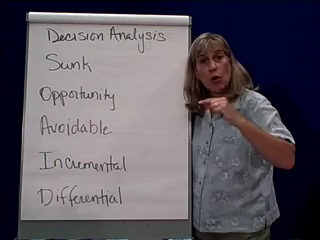 Decision Analysis
Sunk
Opportunity
Avoidable
Incremental
Differential